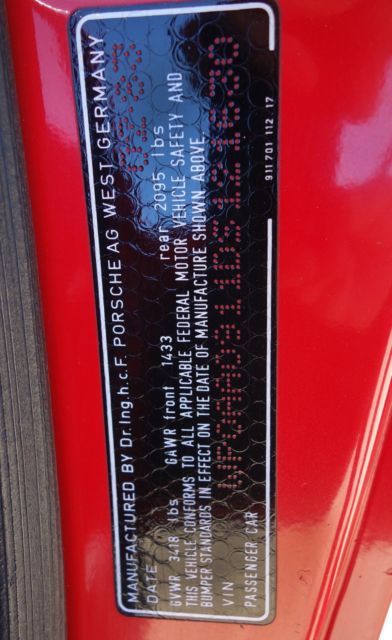 MANUFACTURED BY Dr.Ing.h.c.F. PORSCHE AG WEST GERMANY
DATE
GVWR 3418 lbs GAWR front 1433 rear 2095 lbs
THIS VEHICLE CONFORMS TO ALL APPLICABLE FEDERAL MOTOR VEHICLE SAFETY AND
BUMPER STANDARDS IN EFFECT ON THE DATE OF MANUFACTURE SHOWN ABOVE.
VIN
PASSENGER CAR
911 701 112 17